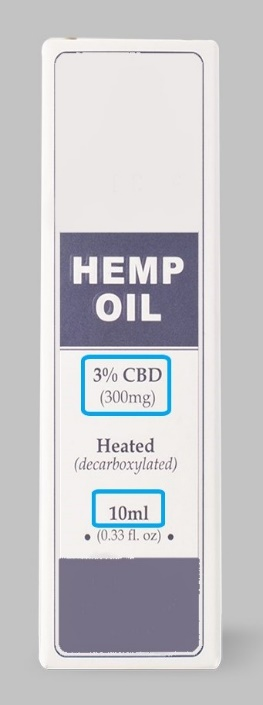 HEMP
OIL
3% CBD
(300mg)
Heated
(decarboxylated)
10ml
• (0.33 fl. oz) •